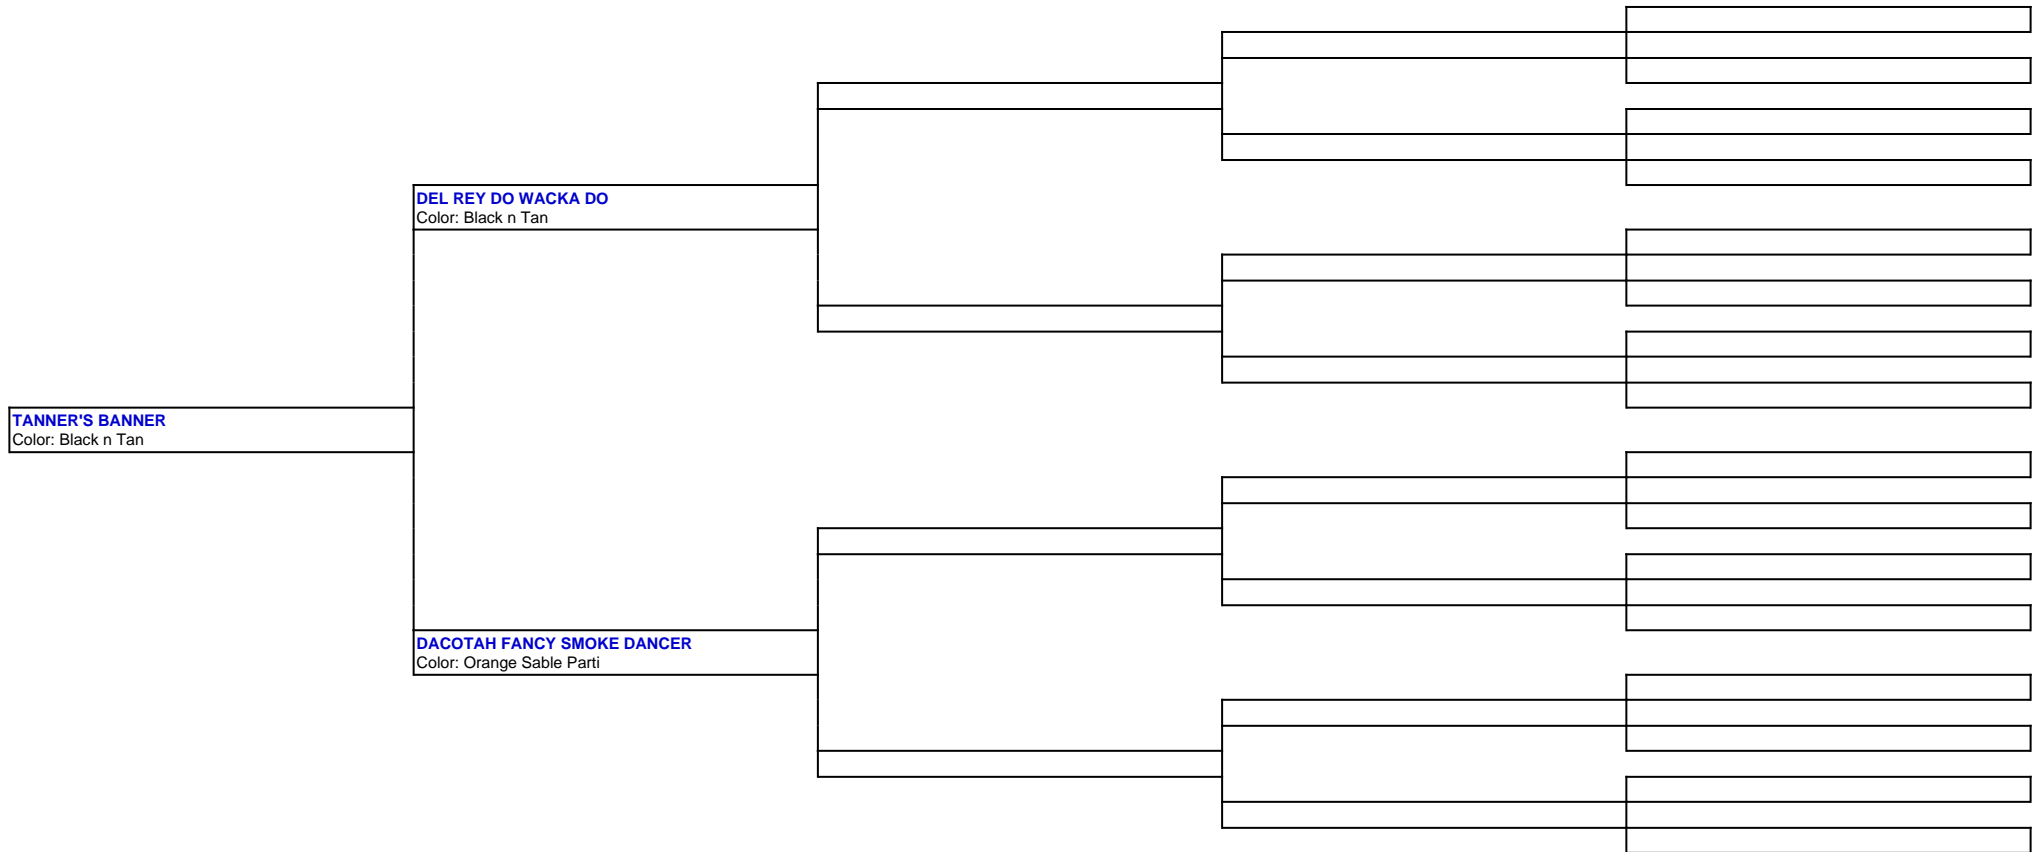 DEL REY DO WACKA DO
Color: Black n Tan
TANNER'S BANNER
Color: Black n Tan
DACOTAH FANCY SMOKE DANCER
Color: Orange Sable Parti